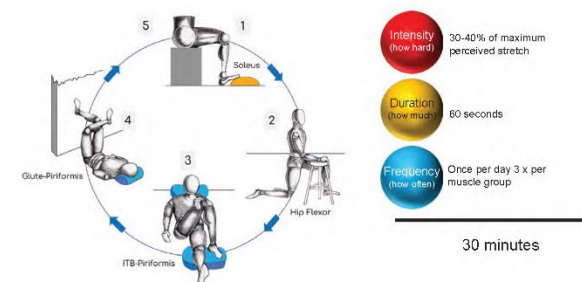 5
1
Soleus
2
Hip Flexor
3
ITB-Piriformis
4
Glute-Piriformis
Intensity
(how hard)
30-40% of maximum
perceived stretch
Duration
(how much)
60 seconds
Frequency
(how often)
Once per day 3 x per
muscle group
30 minutes